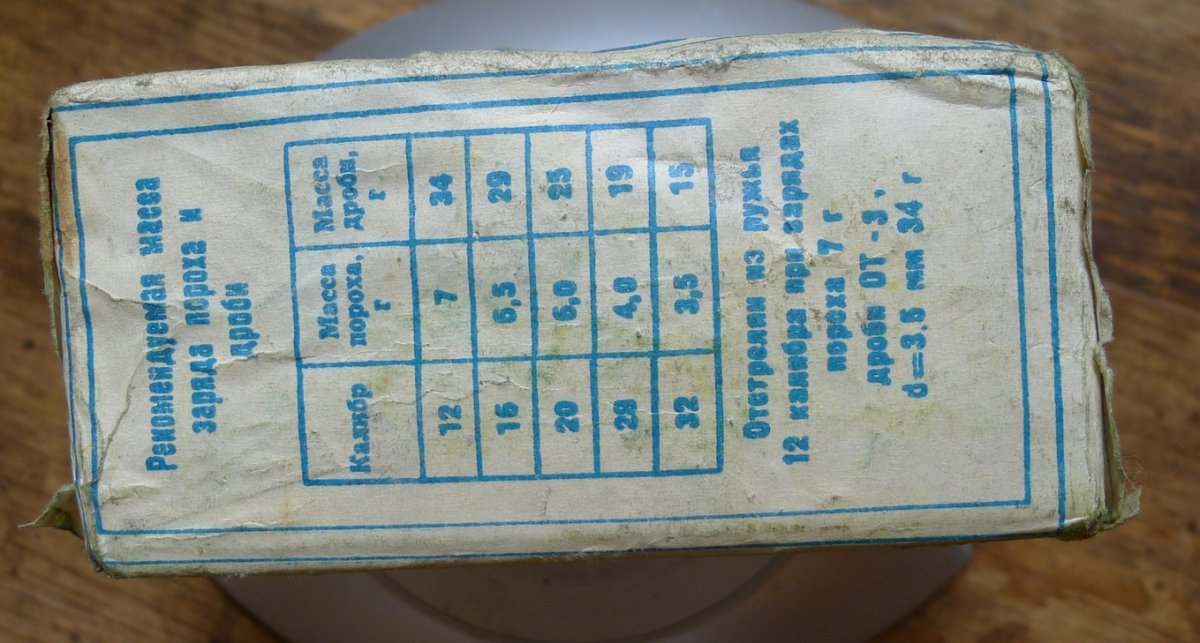 Рекомендуемая масса
заряда пороха и
дроби
Калибр Масса пороха, г Масса дроби, г
12 7 34
16 6,5 29
20 6,0 25
28 4,0 19
32 3,5 15
Отстрелян из ружья
12 калибра при зарядах
пороха 7 г
дроби ОТ-3,
d=3.5 мм 34 г